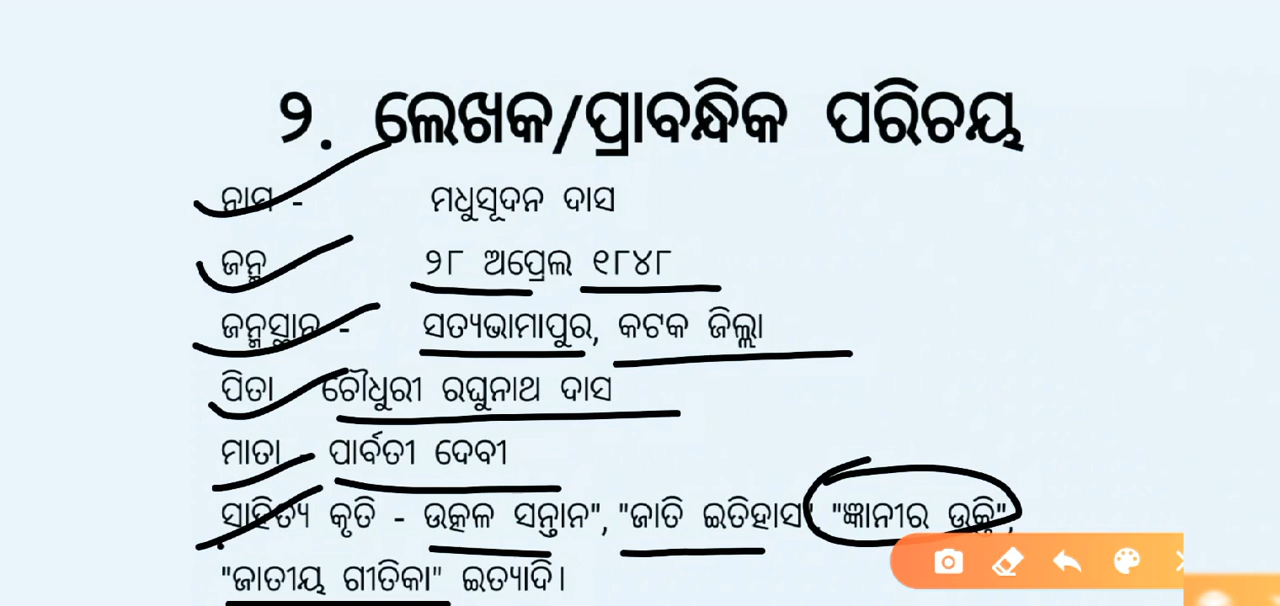 ୨. ଲେଖକ/ପ୍ରାବନ୍ଧିକ ପରିଚୟ
ନାମ - ମଧୁସୂଦନ ଦାସ
ଜନ୍ମ - ୨୮ ଅପ୍ରେଲ ୧୮୪୮
ଜନ୍ମସ୍ଥାନ - ସତ୍ୟଭାମାପୁର, କଟକ ଜିଲ୍ଲା
ପିତା - ଚୌଧୁରୀ ରଘୁନାଥ ଦାସ
ମାତା - ପାର୍ବତୀ ଦେବୀ
ସାହିତ୍ୟ କୃତି - ଉତ୍କଳ ସନ୍ତାନ", "ଜାତି ଇତିହାସ", "ଜ୍ଞାନୀର ଉକ୍ତି",
"ଜାତୀୟ ଗୀତିକା" ଇତ୍ୟାଦି।